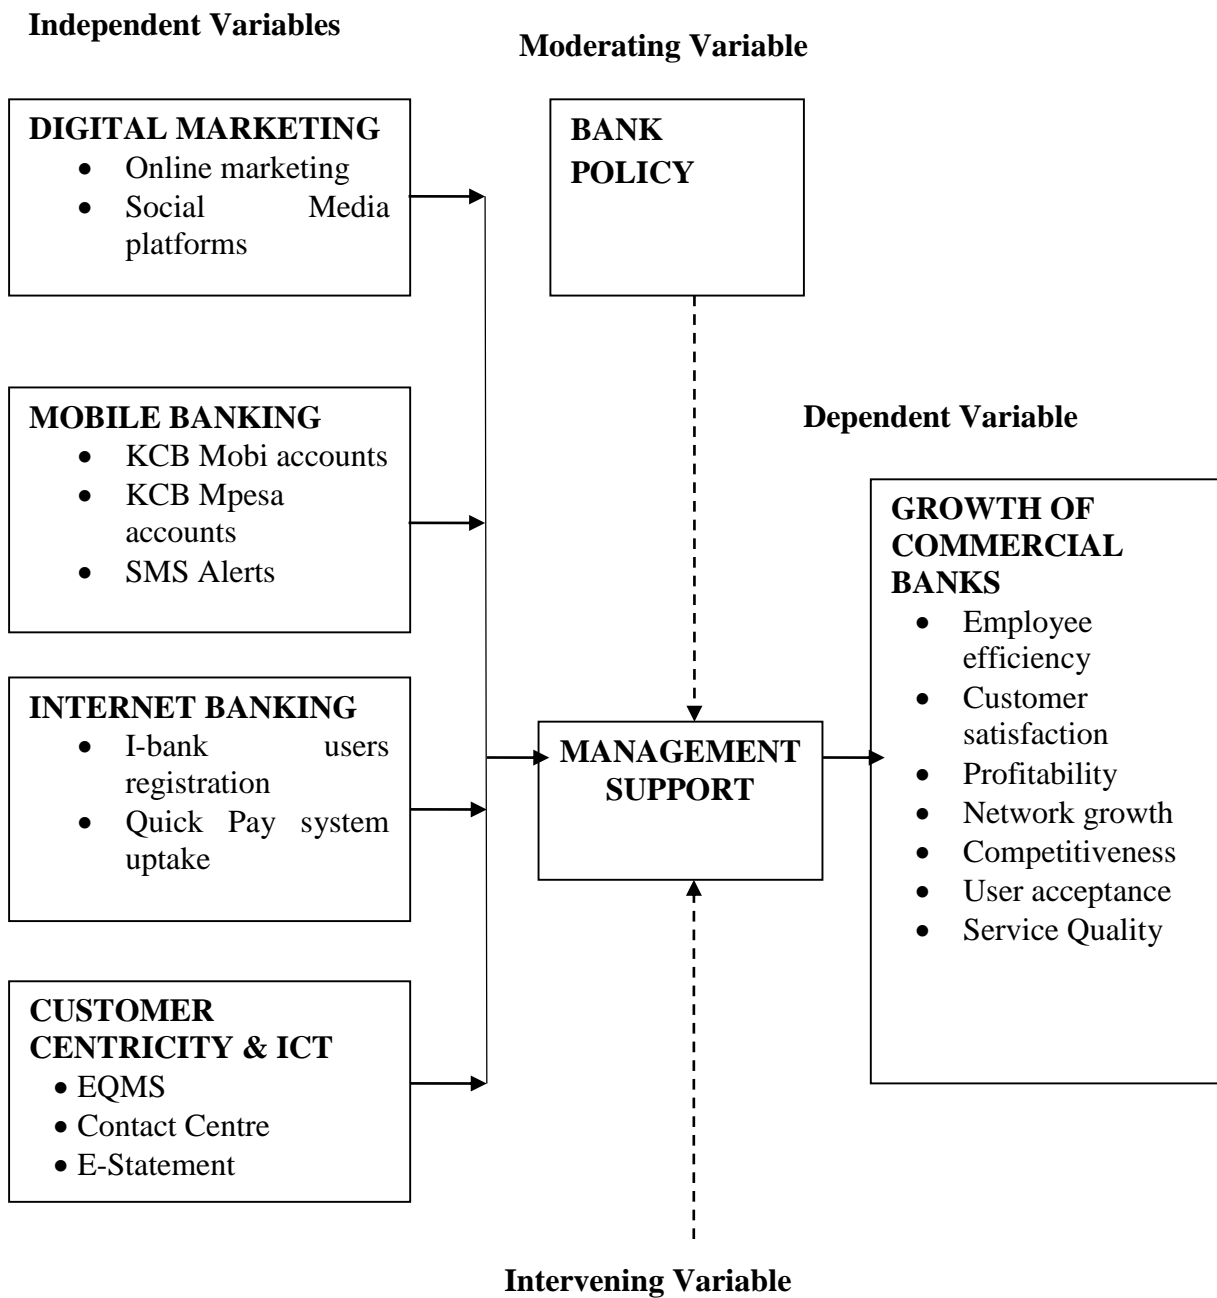 Independent Variables
Moderating Variable
DIGITAL MARKETING
• Online marketing
• Social Media
platforms
BANK
POLICY
MOBILE BANKING
• KCB Mobi accounts
• KCB Mpesa
accounts
• SMS Alerts
Dependent Variable
GROWTH OF
COMMERCIAL
BANKS
• Employee
efficiency
• Customer
satisfaction
• Profitability
• Network growth
• Competitiveness
• User acceptance
• Service Quality
INTERNET BANKING
• I-bank users
registration
• Quick Pay system
uptake
MANAGEMENT
SUPPORT
CUSTOMER
CENTRICITY & ICT
• EQMS
• Contact Centre
• E-Statement
Intervening Variable